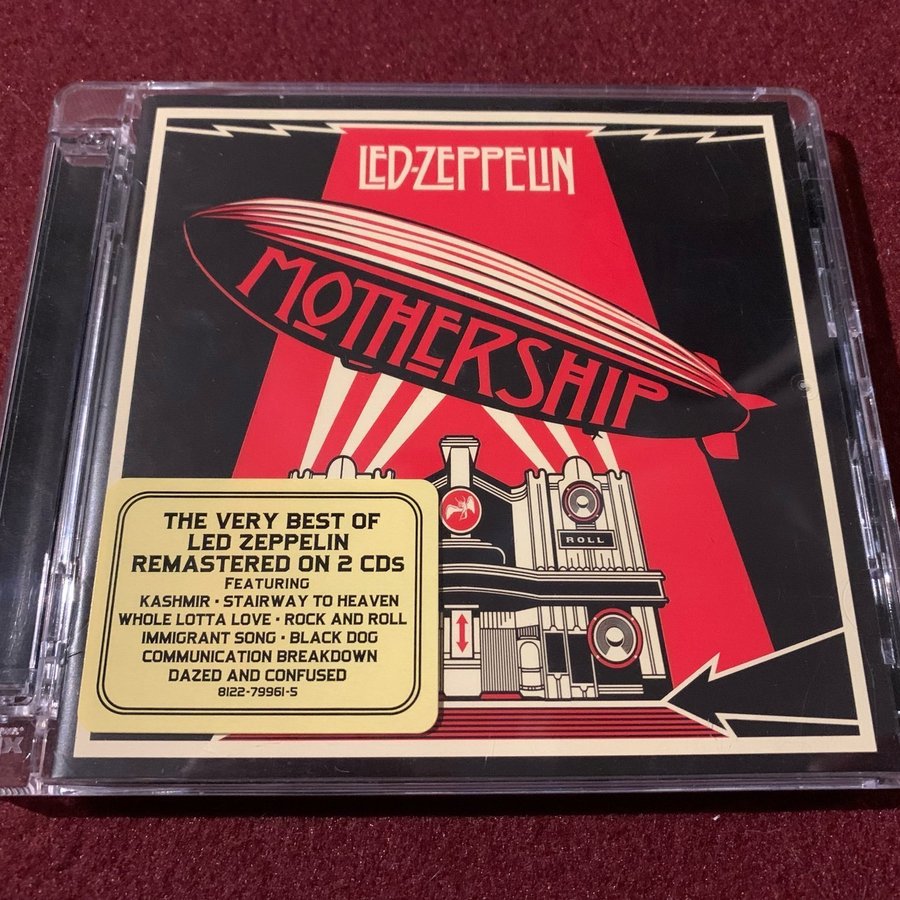 LED-ZEPPELIN
MOTHERSHIP
ROLL
THE VERY BEST OF
LED ZEPPELIN
REMASTERED ON 2 CDs
FEATURING
KASHMIR • STAIRWAY TO HEAVEN
WHOLE LOTTA LOVE • ROCK AND ROLL
IMMIGRANT SONG • BLACK DOG
COMMUNICATION BREAKDOWN
DAZED AND CONFUSED
8122-79961-5